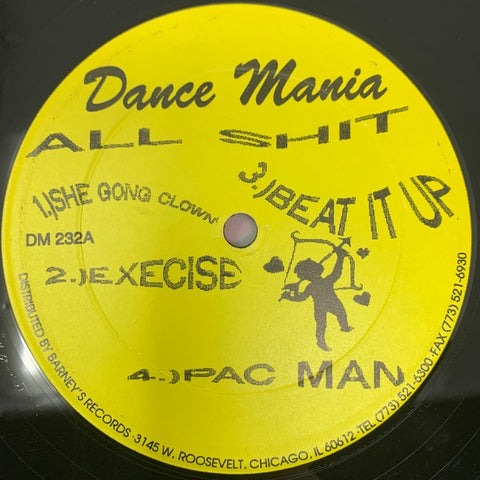 Dance Mania
ALL SHIT
1.)SHE GONG CLOWN
DM 232A
2.)EXECISE
3.)BEAT IT UP
4.)PAC MAN
DISTRIBUTED BY BARNEY'S RECORDS ·3145 W. ROOSEVELT, CHICAGO, IL 60612 ·TEL (773) 521-6300 ·FAX (773) 521-6930